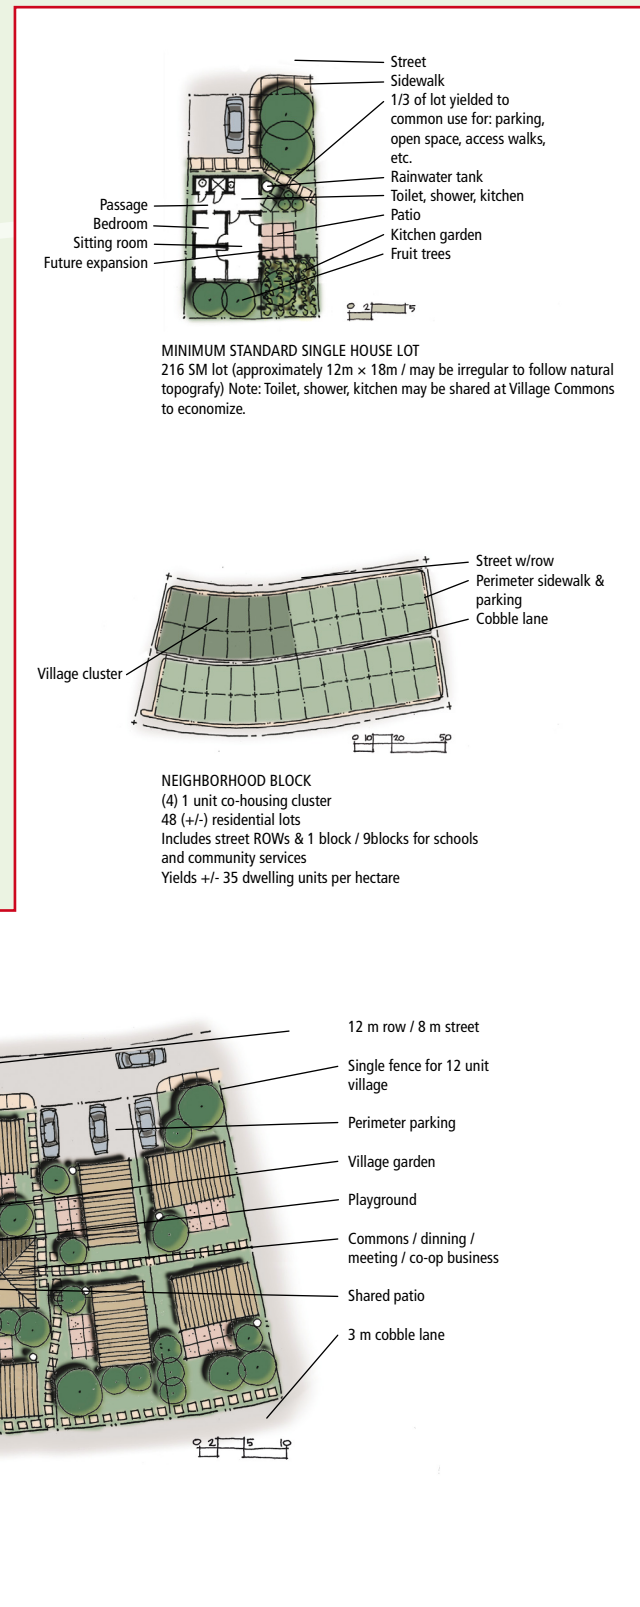 Street
Sidewalk
1/3 of lot yielded to
common use for: parking,
open space, access walks,
etc.
Rainwater tank
Toilet, shower, kitchen
Patio
Kitchen garden
Fruit trees
Passage
Bedroom
Sitting room
Future expansion
0 2 5
MINIMUM STANDARD SINGLE HOUSE LOT
216 SM lot (approximately 12m × 18m / may be irregular to follow natural
topografy) Note: Toilet, shower, kitchen may be shared at Village Commons
to economize.
Street w/row
Perimeter sidewalk &
parking
Cobble lane
Village cluster
0 10 20 50
NEIGHBORHOOD BLOCK
(4) 1 unit co-housing cluster
48 (+/-) residential lots
Includes street ROWs & 1 block / 9blocks for schools
and community services
Yields +/- 35 dwelling units per hectare
12 m row / 8 m street
Single fence for 12 unit
village
Perimeter parking
Village garden
Playground
Commons / dinning /
meeting / co-op business
Shared patio
3 m cobble lane
0 2 5 10